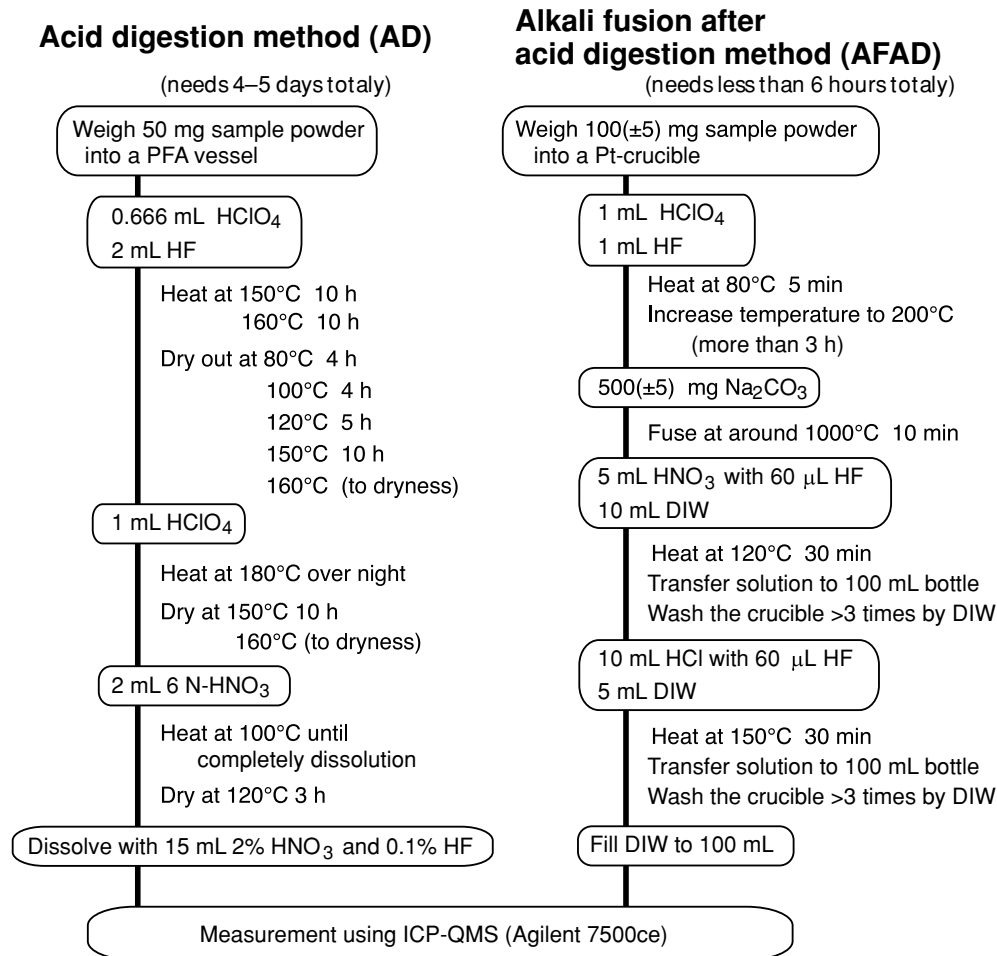 Acid digestion method (AD)
(needs 4–5 days totaly)
Weigh 50 mg sample powder
into a PFA vessel
0.666 mL HClO4
2 mL HF
Heat at 150°C 10 h
160°C 10 h
Dry out at 80°C 4 h
100°C 4 h
120°C 5 h
150°C 10 h
160°C (to dryness)
1 mL HClO4
Heat at 180°C over night
Dry at 150°C 10 h
160°C (to dryness)
2 mL 6 N-HNO3
Heat at 100°C until
completely dissolution
Dry at 120°C 3 h
Dissolve with 15 mL 2% HNO3 and 0.1% HF
Alkali fusion after
acid digestion method (AFAD)
(needs less than 6 hours totaly)
Weigh 100(±5) mg sample powder
into a Pt-crucible
1 mL HClO4
1 mL HF
Heat at 80°C 5 min
Increase temperature to 200°C
(more than 3 h)
500(±5) mg Na2CO3
Fuse at around 1000°C 10 min
5 mL HNO3 with 60 μL HF
10 mL DIW
Heat at 120°C 30 min
Transfer solution to 100 mL bottle
Wash the crucible >3 times by DIW
10 mL HCl with 60 μL HF
5 mL DIW
Heat at 150°C 30 min
Transfer solution to 100 mL bottle
Wash the crucible >3 times by DIW
Fill DIW to 100 mL
Measurement using ICP-QMS (Agilent 7500ce)